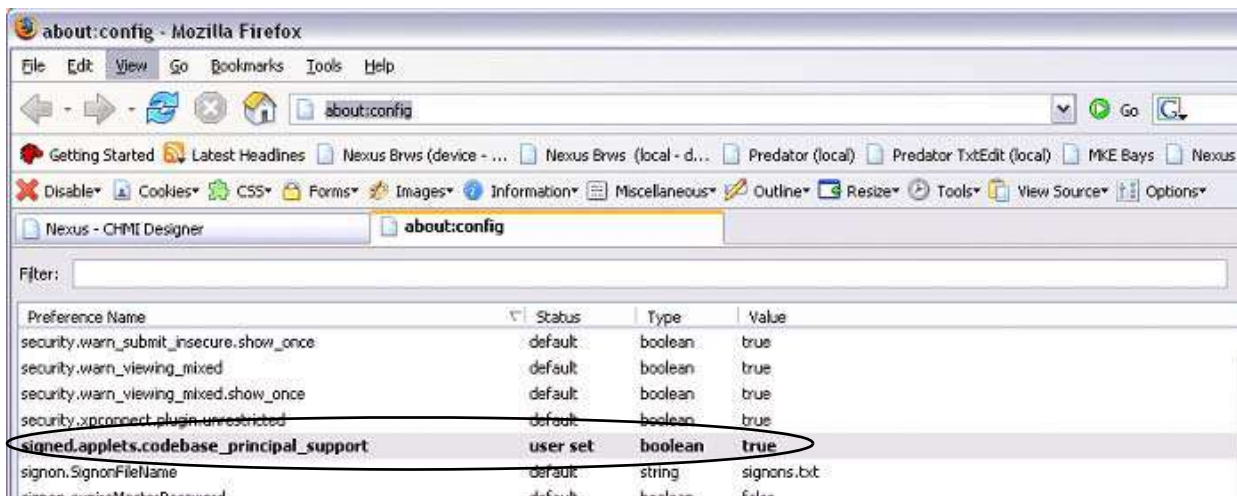 about:config - Mozilla Firefox
File Edit View Go Bookmarks Tools Help
about:config Go G
Getting Started Latest Headlines Nexus Brws (device - ... Nexus Brws (local - d... Predator (local) Predator TxtEdit (local) MKE Bays Nexus
Disable Cookies CSS Forms Images Information Miscellaneous Outline Resize Tools View Source Options
Nexus - CHMI Designer about:config
Filter:
Preference Name Status Type Value
security.warn_submit_insecure.show_once default boolean true
security.warn_viewing_mixed default boolean true
security.warn_viewing_mixed.show_once default boolean true
security.xpconnect.plugin.unrestricted default boolean true
signed.applets.codebase_principal_support user set boolean true
signon.SignonFileName default string signons.txt
default boolean false